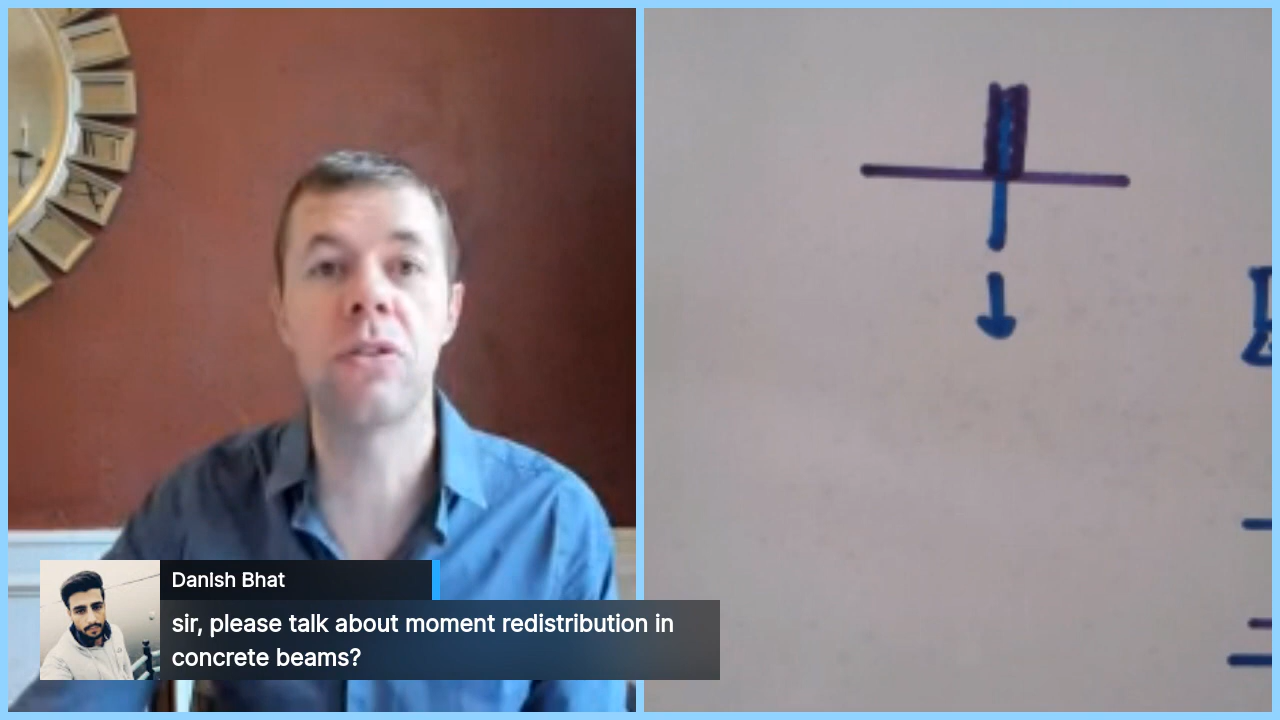 Danish Bhat
sir, please talk about moment redistribution in
concrete beams?